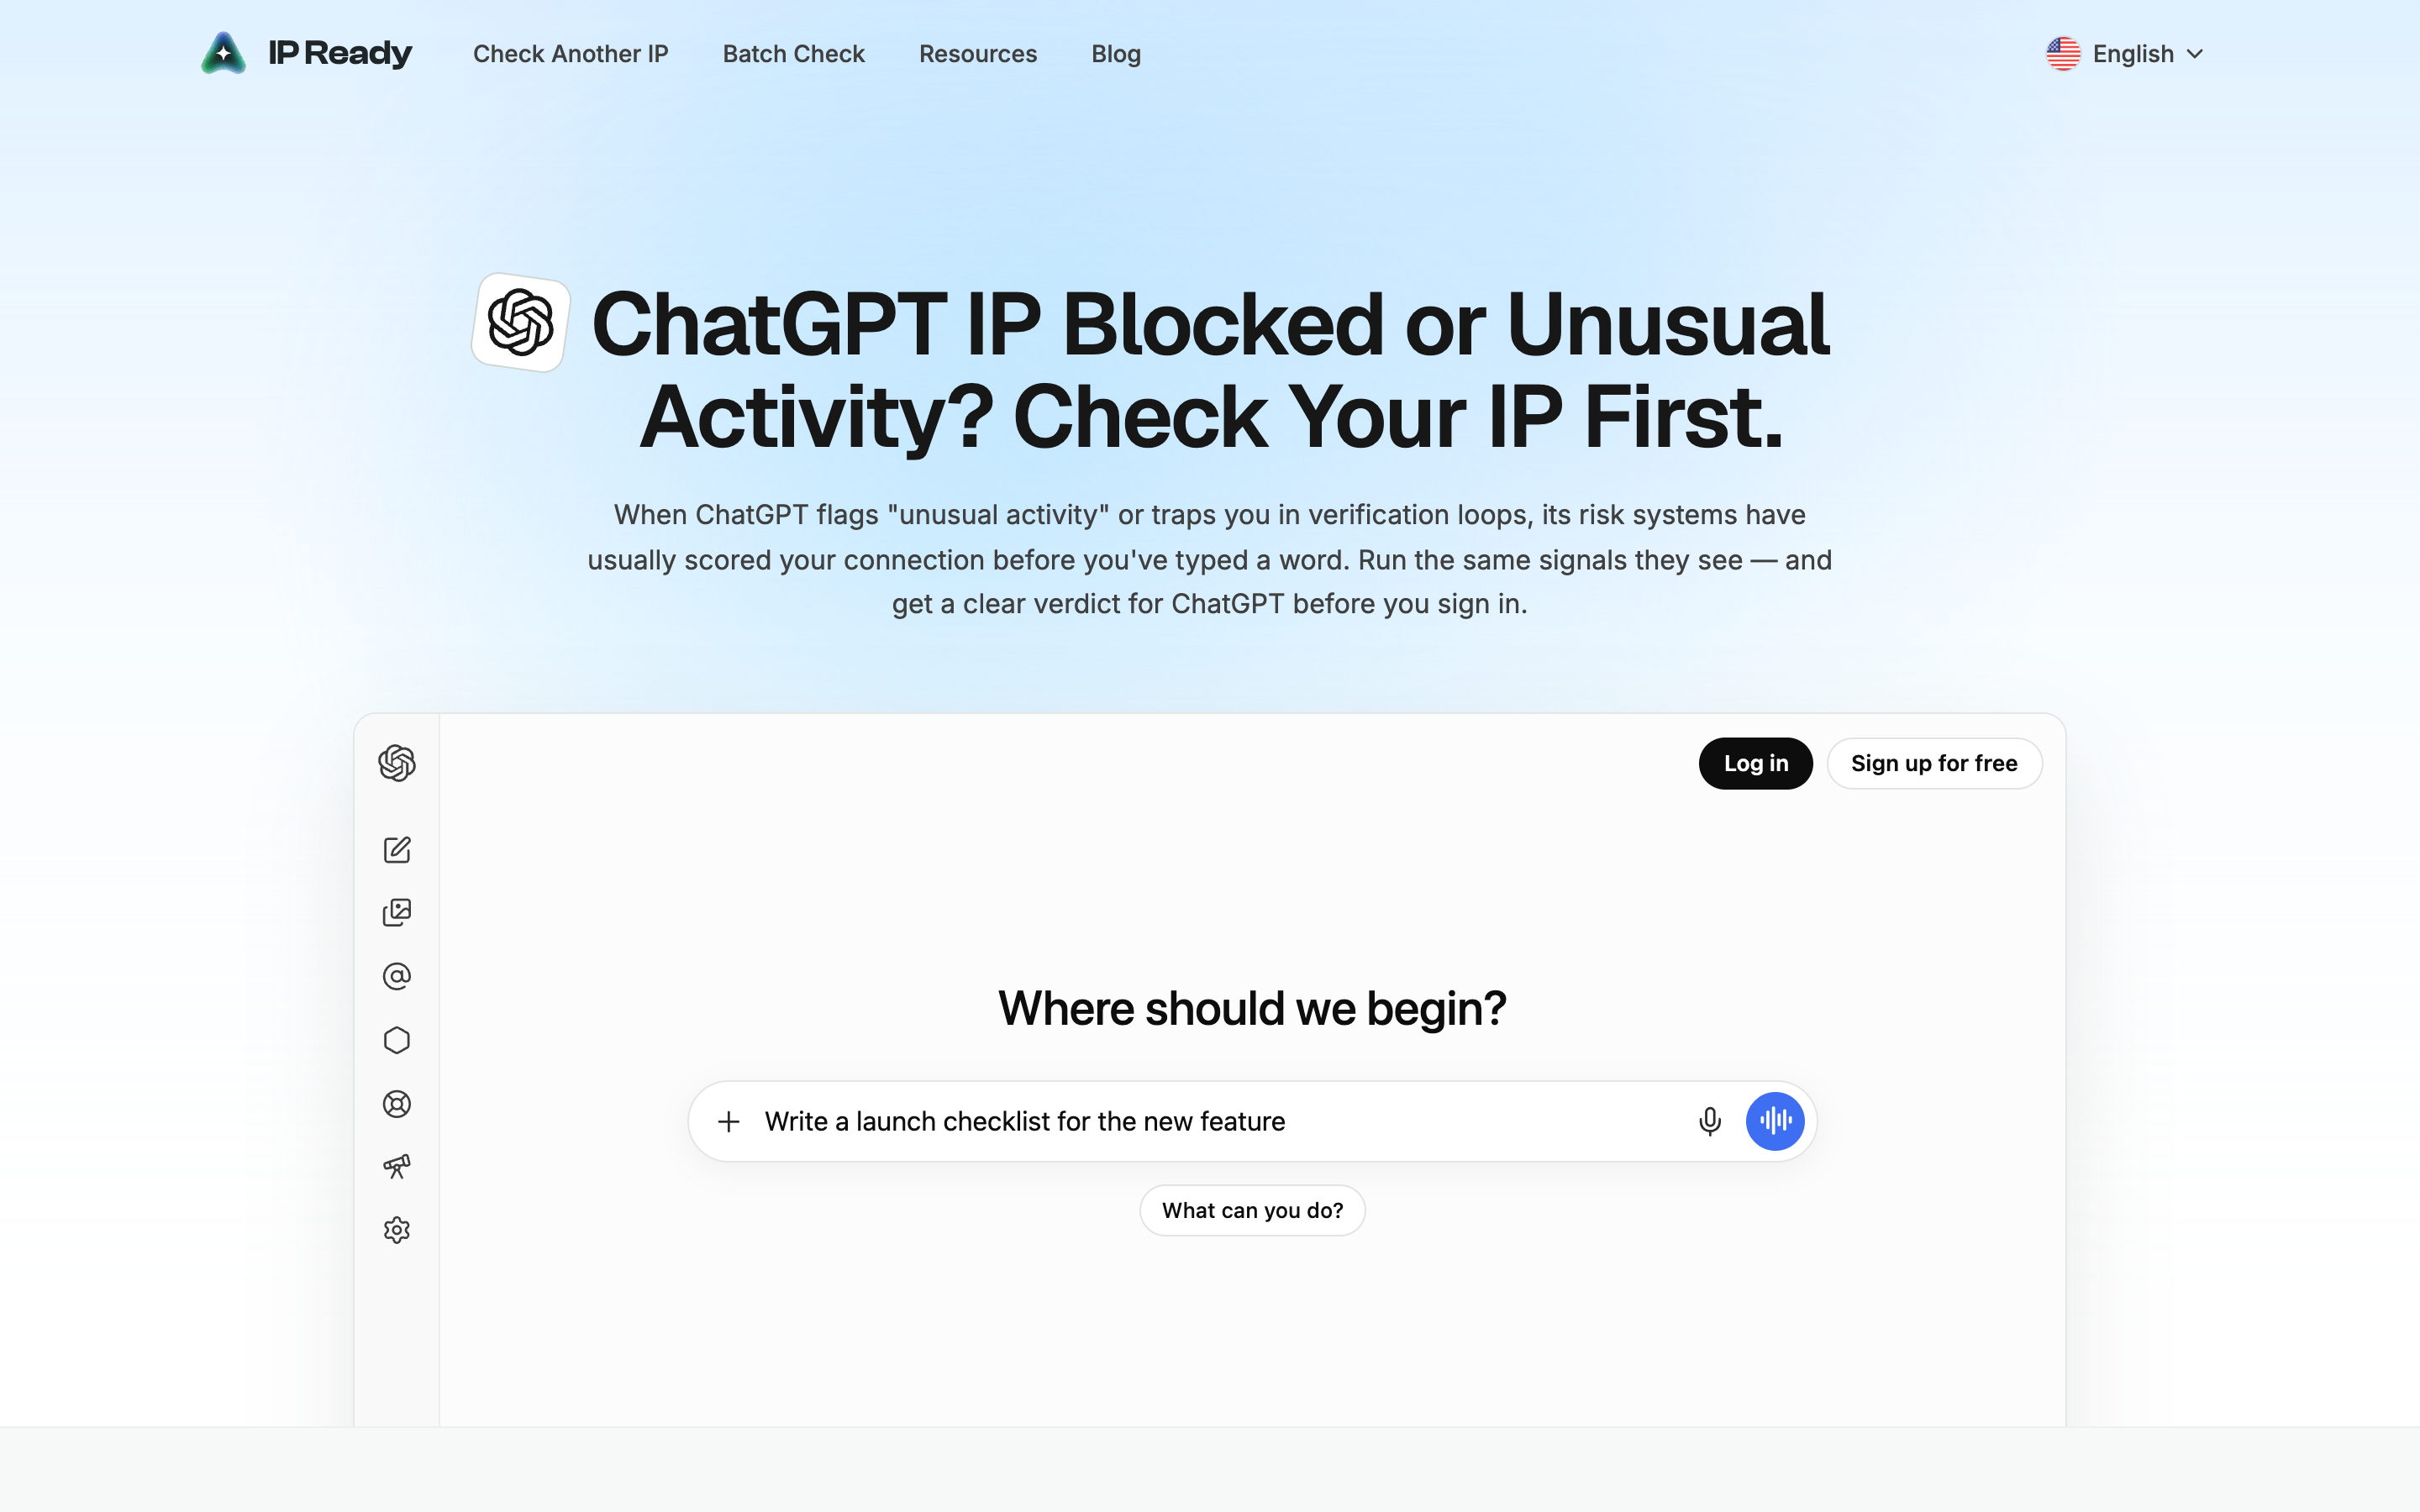 IP Ready
Check Another IP
Batch Check
Resources
Blog
English
ChatGPT IP Blocked or Unusual
Activity? Check Your IP First.
When ChatGPT flags "unusual activity" or traps you in verification loops, its risk systems have
usually scored your connection before you've typed a word. Run the same signals they see — and
get a clear verdict for ChatGPT before you sign in.
Log in
Sign up for free
Where should we begin?
Write a launch checklist for the new feature
What can you do?